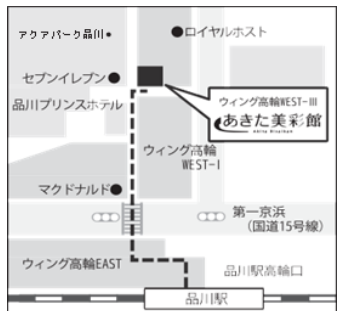 アクアパーク品川
ロイヤルホスト
セブンイレブン
品川プリンスホテル
ウィング高輪WEST-Ⅲ
あきた美彩館
ウィング高輪
WEST-Ⅰ
マクドナルド
第一京浜
（国道15号線）
ウィング高輪EAST
品川駅高輪口
品川駅